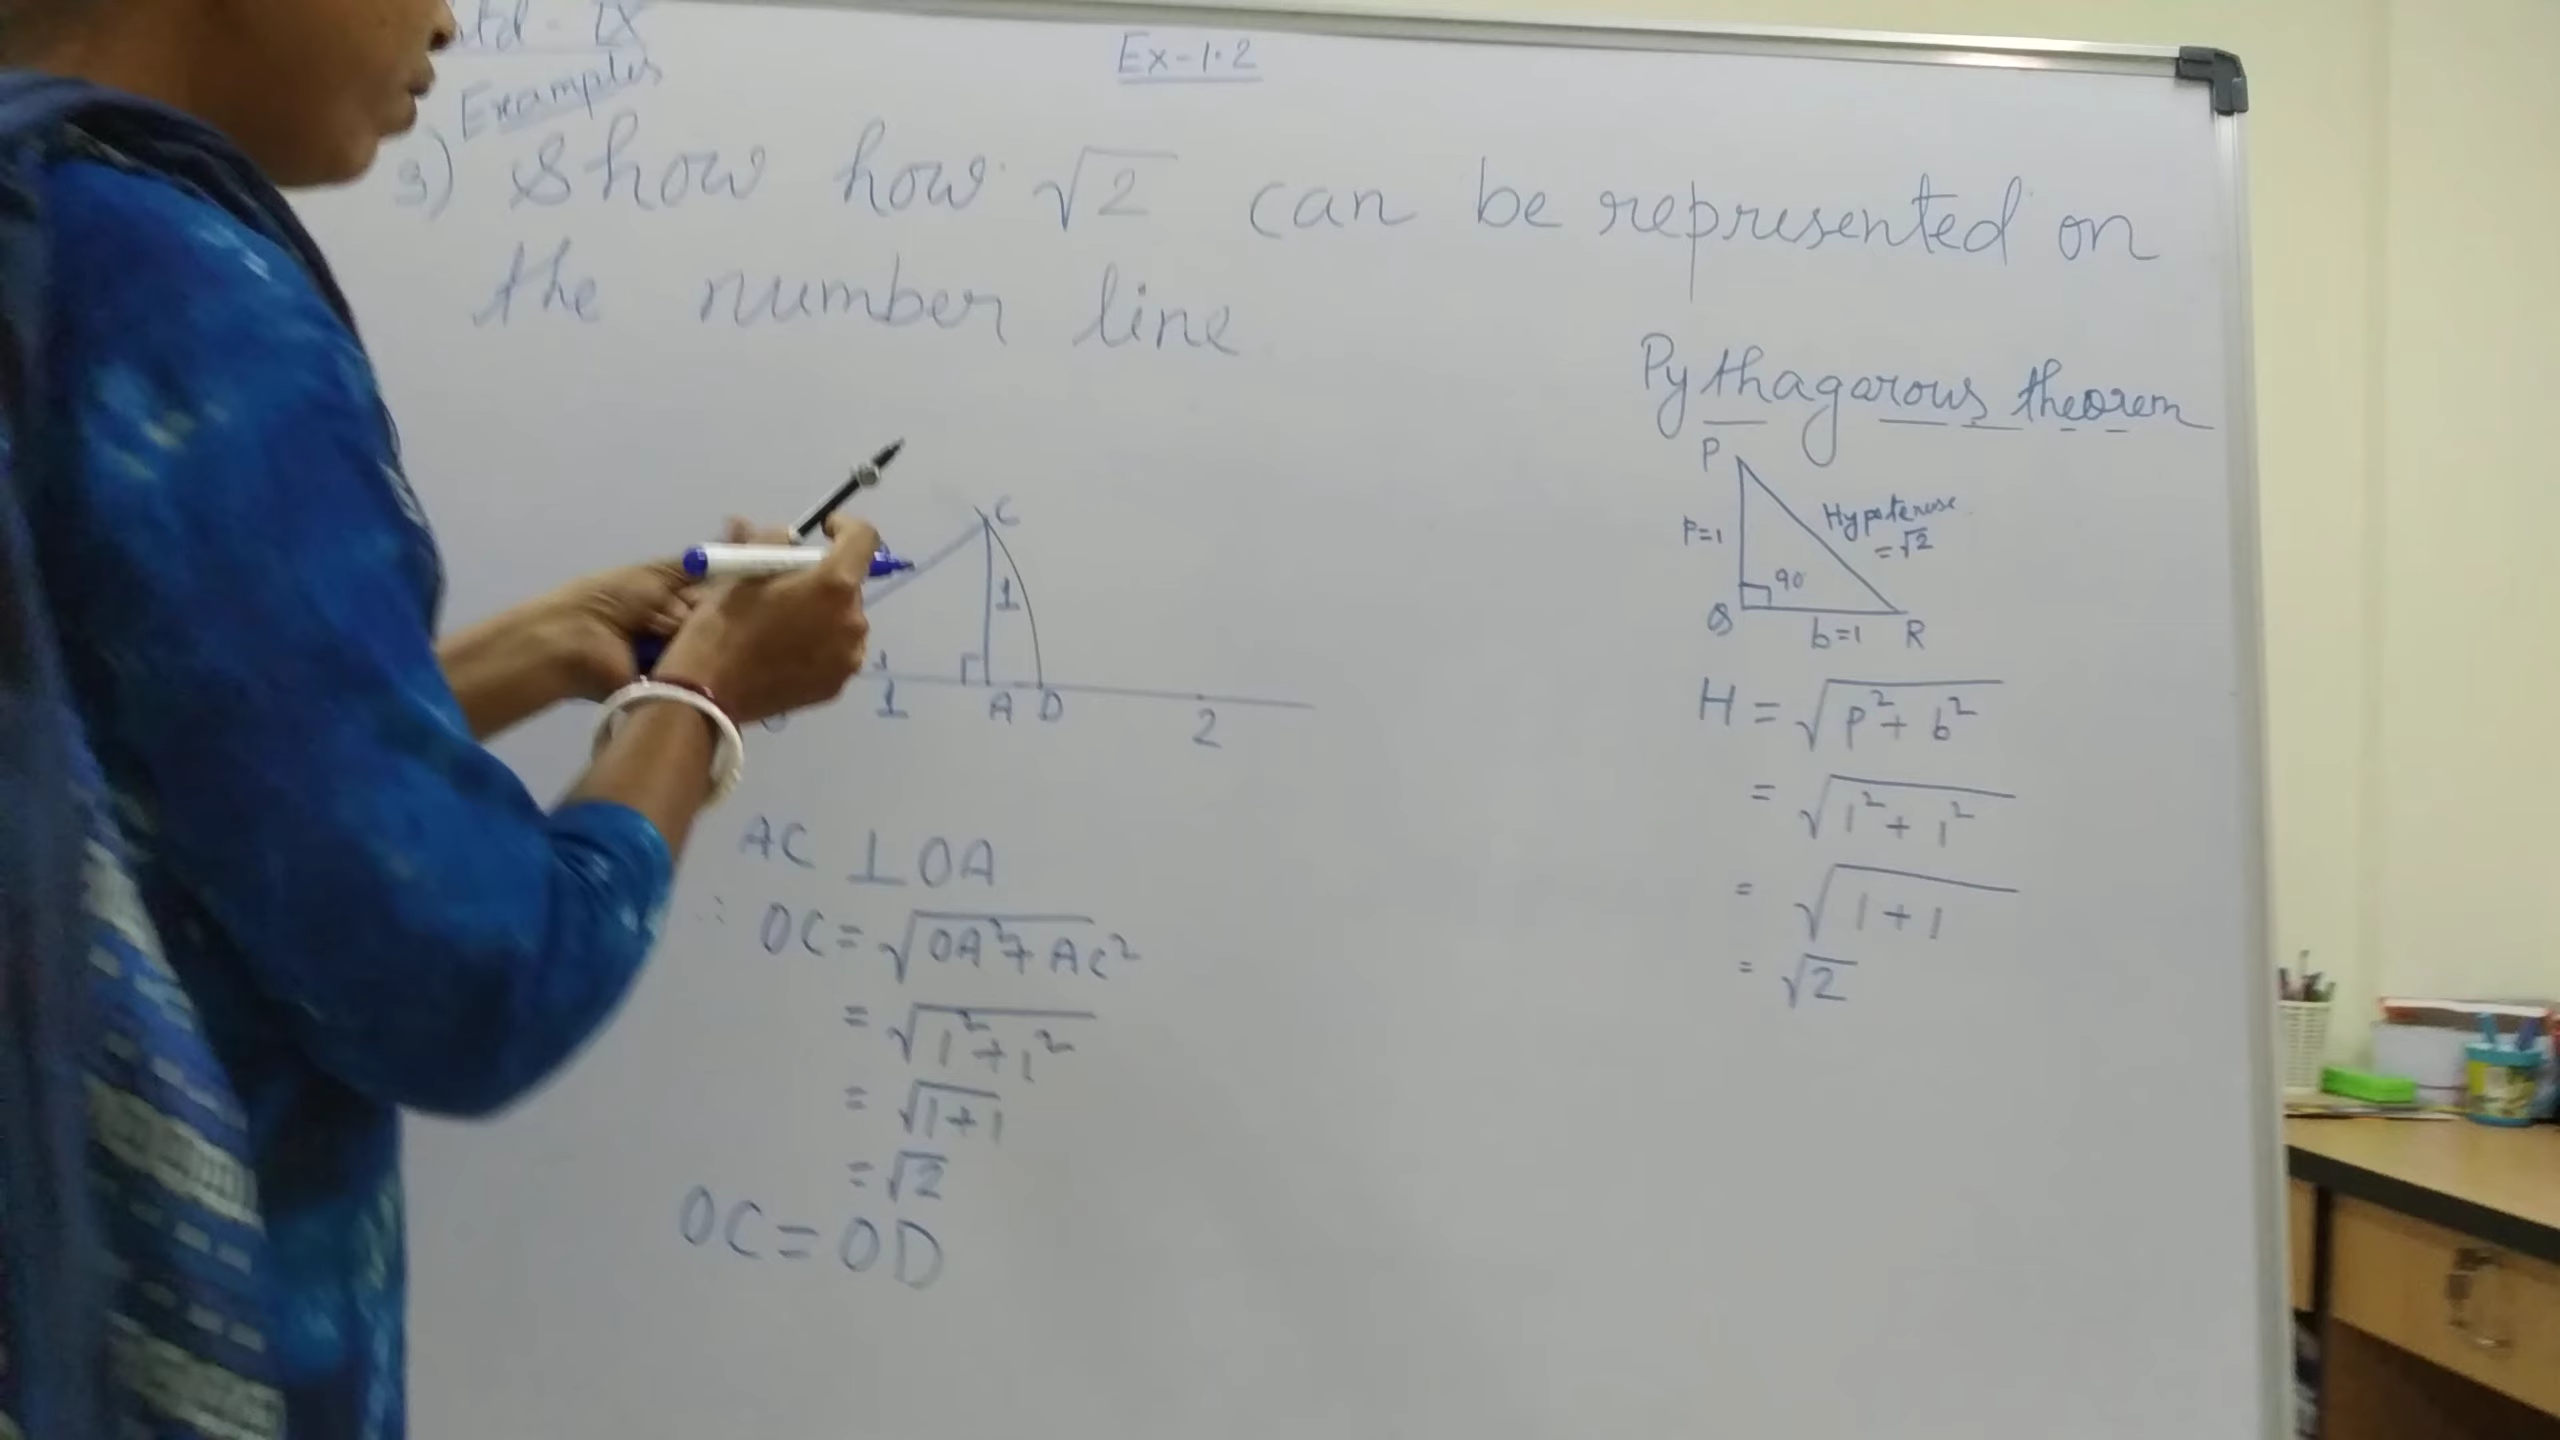 Std - IX
Ex-1.2
Examples
3) Show how √2 can be represented on
the number line
C
1
1
A D
2
AC ⊥ OA
∴ OC = √OA²+AC²
= √1²+1²
= √1+1
= √2
OC = OD
Pythagorous theorem
P
P=1
Hypotenuse
=√2
90
Q
b=1
R
H = √P²+b²
= √1²+1²
= √1+1
= √2